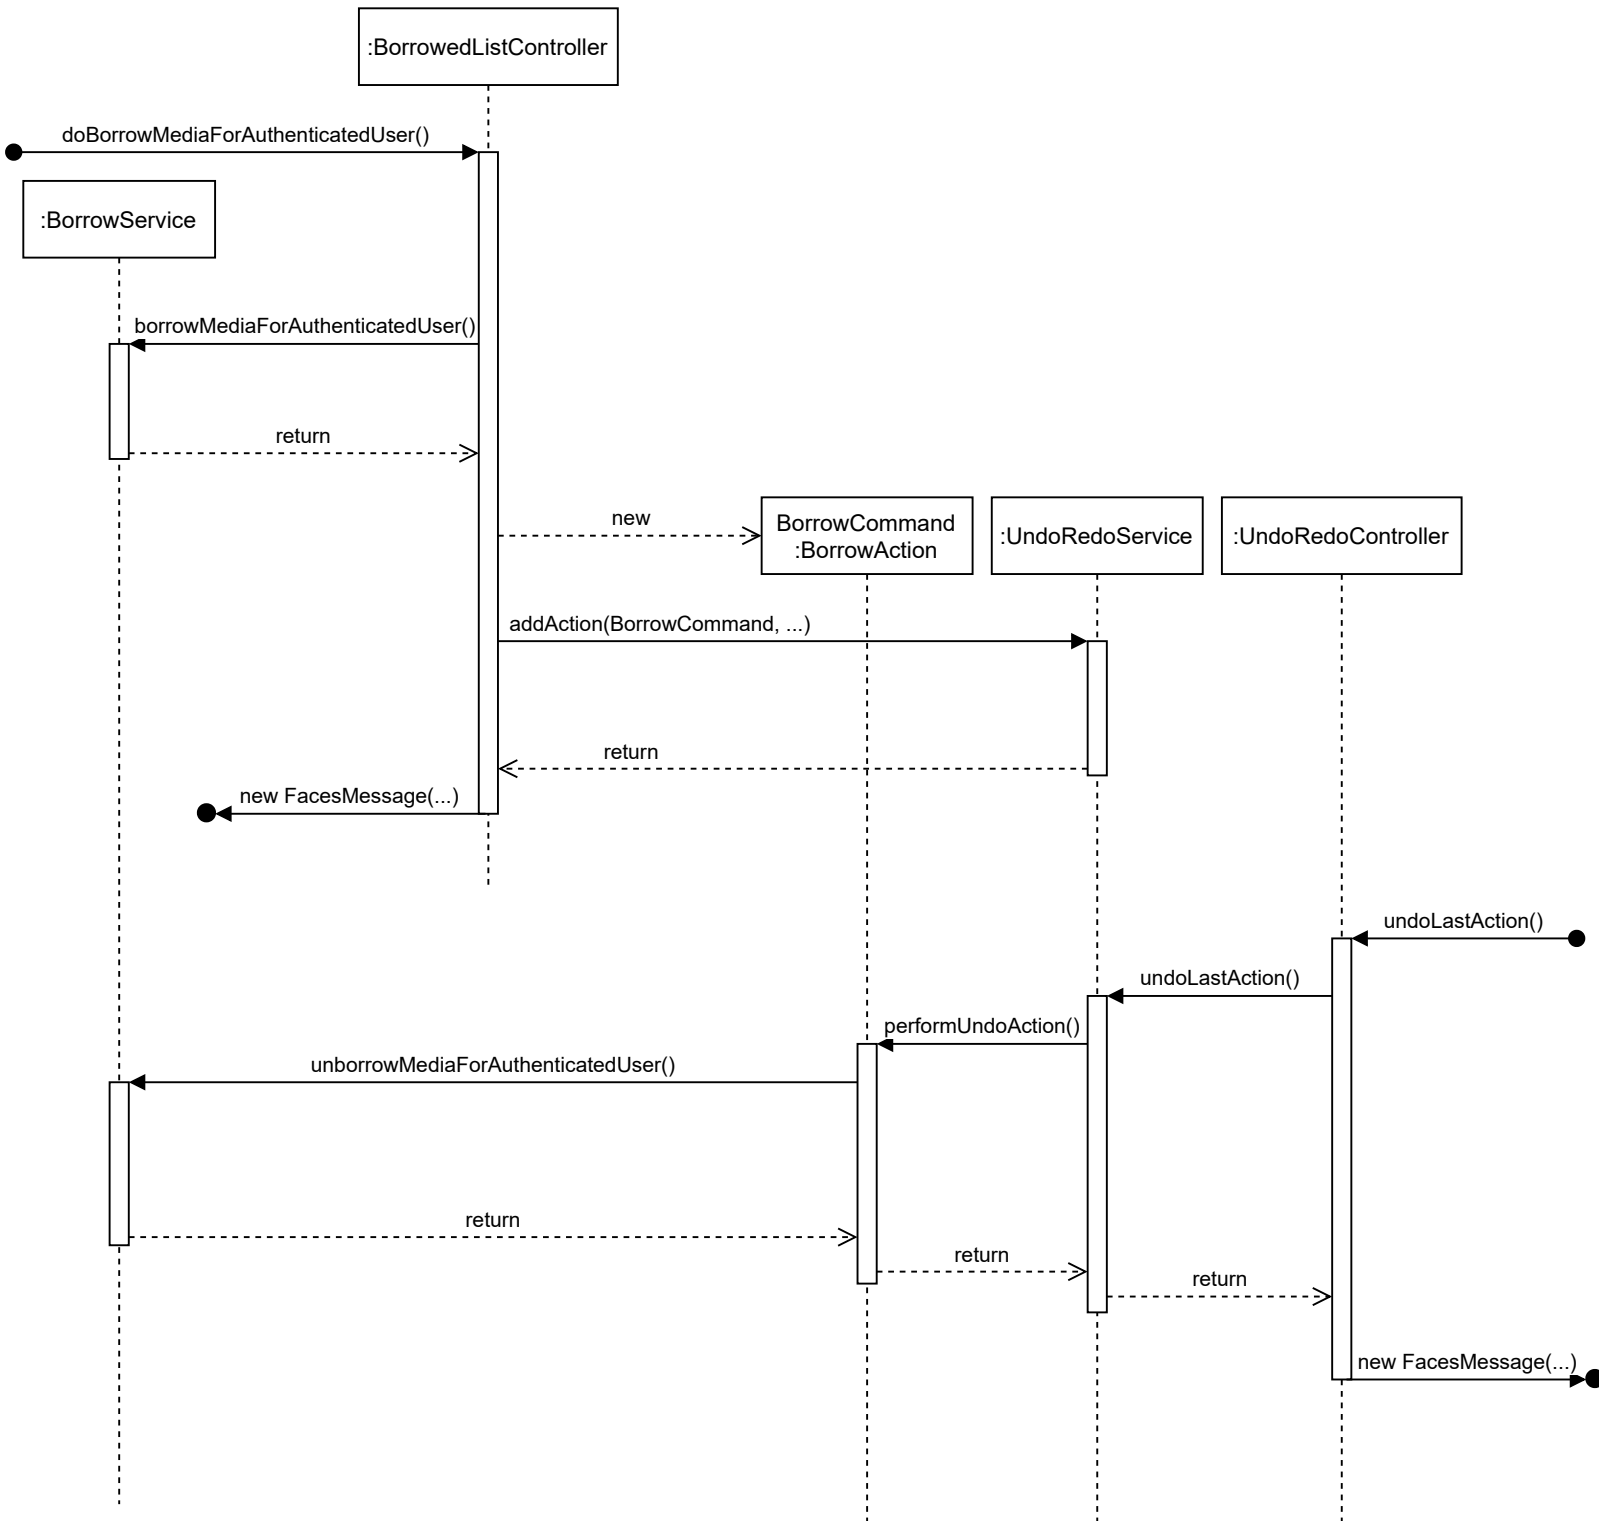 :BorrowedListController
doBorrowMediaForAuthenticatedUser()
:BorrowService
borrowMediaForAuthenticatedUser()
return
new
BorrowCommand
:BorrowAction
:UndoRedoService
:UndoRedoController
addAction(BorrowCommand, ...)
return
new FacesMessage(...)
undoLastAction()
undoLastAction()
performUndoAction()
unborrowMediaForAuthenticatedUser()
return
return
return
new FacesMessage(...)